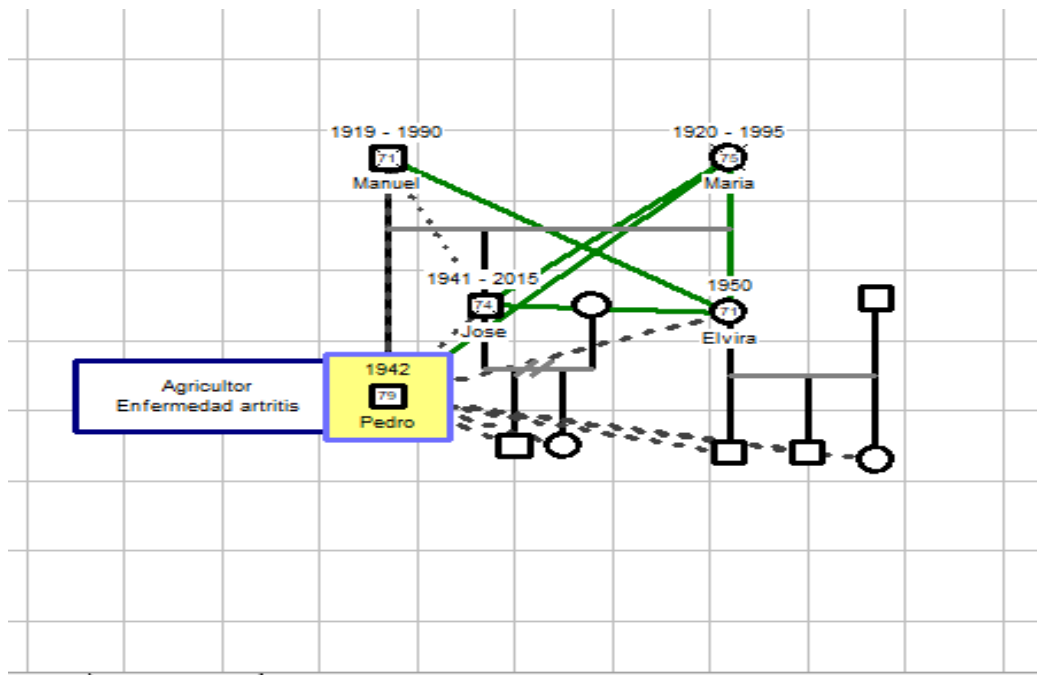 1919 - 1990
1920 - 1995
71
75
Manuel
Maria
1941 - 2015
1950
74
71
Jose
Elvira
1942
Agricultor
Enfermedad artritis
79
Pedro